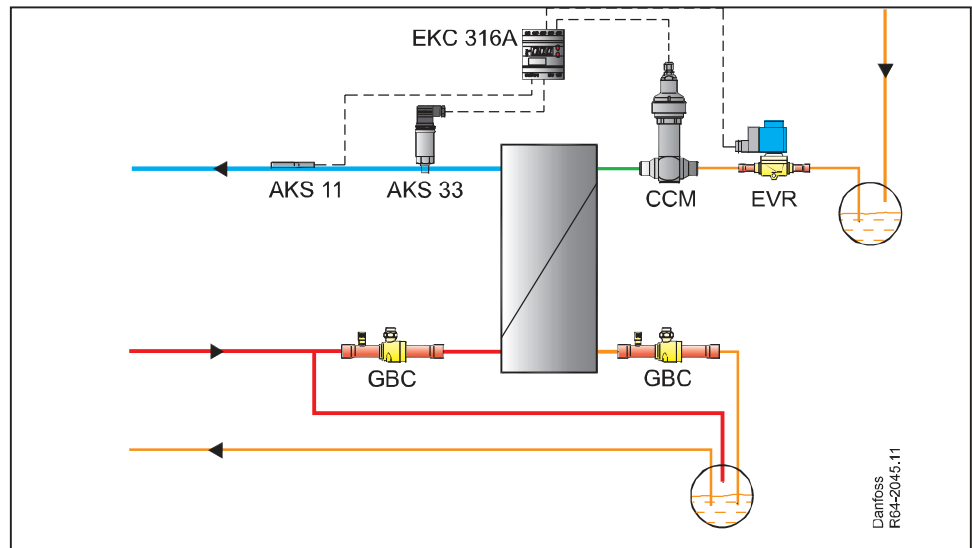 EKC 316A
AKS 11
AKS 33
CCM
EVR
GBC
GBC
Danfoss
R64-2045.11